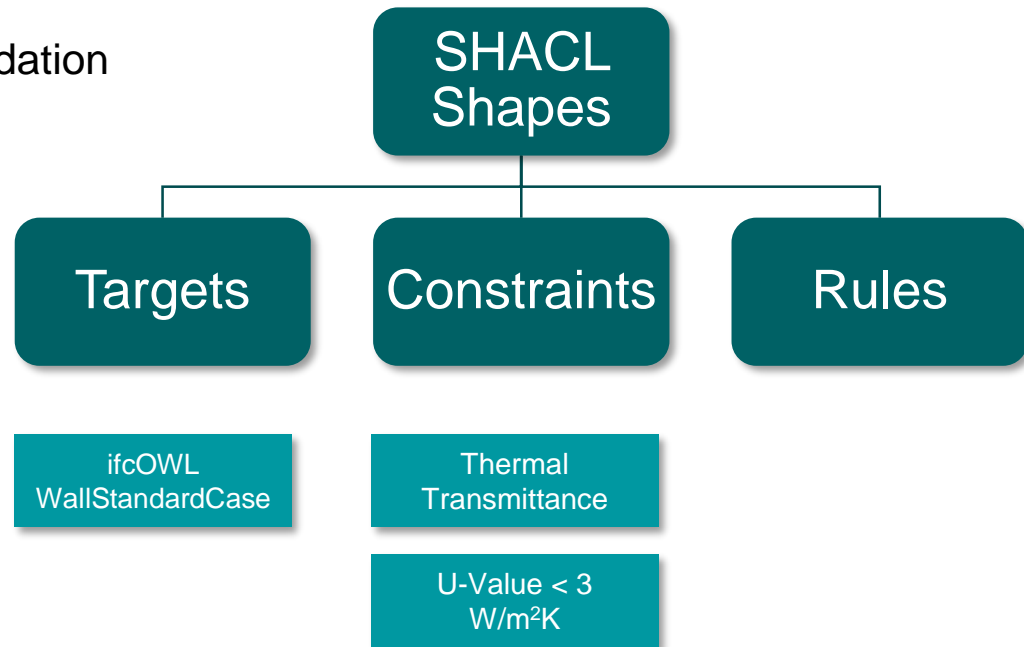 dation
SHACL
Shapes
Targets
Constraints
Rules
ifcOWL
WallStandardCase
Thermal
Transmittance
U-Value < 3
W/m²K